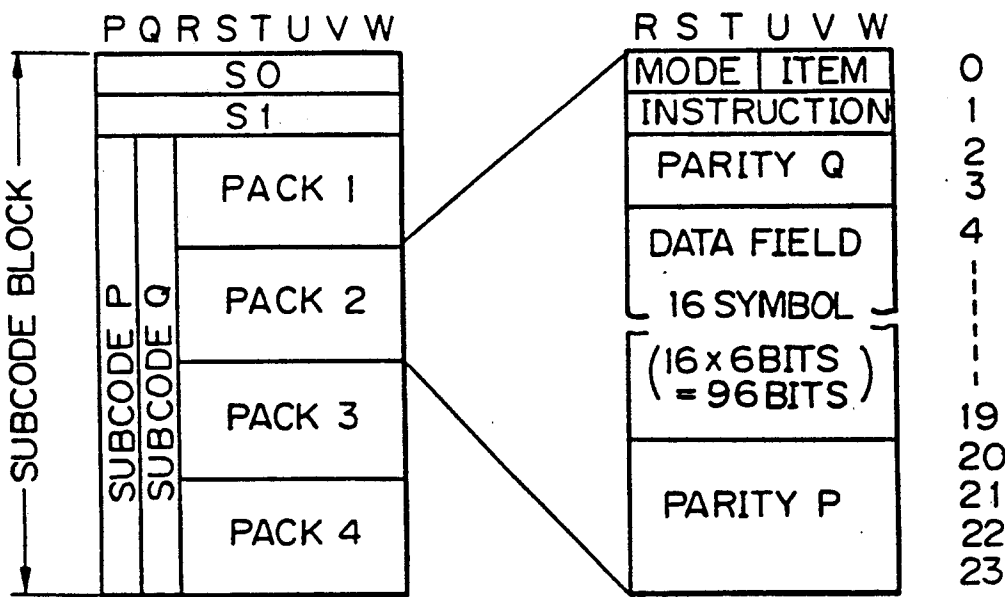 P Q R S T U V W
S0
S1
PACK 1
PACK 2
PACK 3
PACK 4
SUBCODE P
SUBCODE Q
SUBCODE BLOCK
R S T U V W
MODE ITEM
INSTRUCTION
PARITY Q
DATA FIELD
16 SYMBOL
(16 x 6BITS
= 96BITS)
PARITY P
0
1
2
3
4
19
20
21
22
23